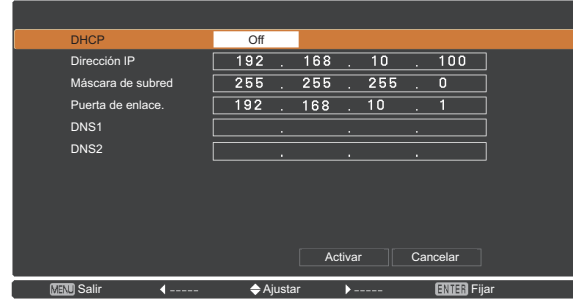 DHCP Off
Dirección IP 192 . 168 . 10 . 100
Máscara de subred 255 . 255 . 255 . 0
Puerta de enlace. 192 . 168 . 10 . 1
DNS1 . . .
DNS2 . . .
Activar Cancelar
MENU Salir ◀ ----- Ajustar ▶ ----- ENTER Fijar